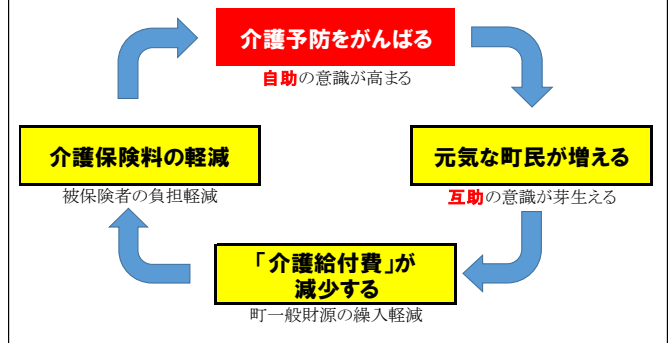 介護予防をがんばる
自助の意識が高まる
介護保険料の軽減
被保険者の負担軽減
元気な町民が増える
互助の意識が芽生える
「介護給付費」が
減少する
町一般財源の繰入軽減